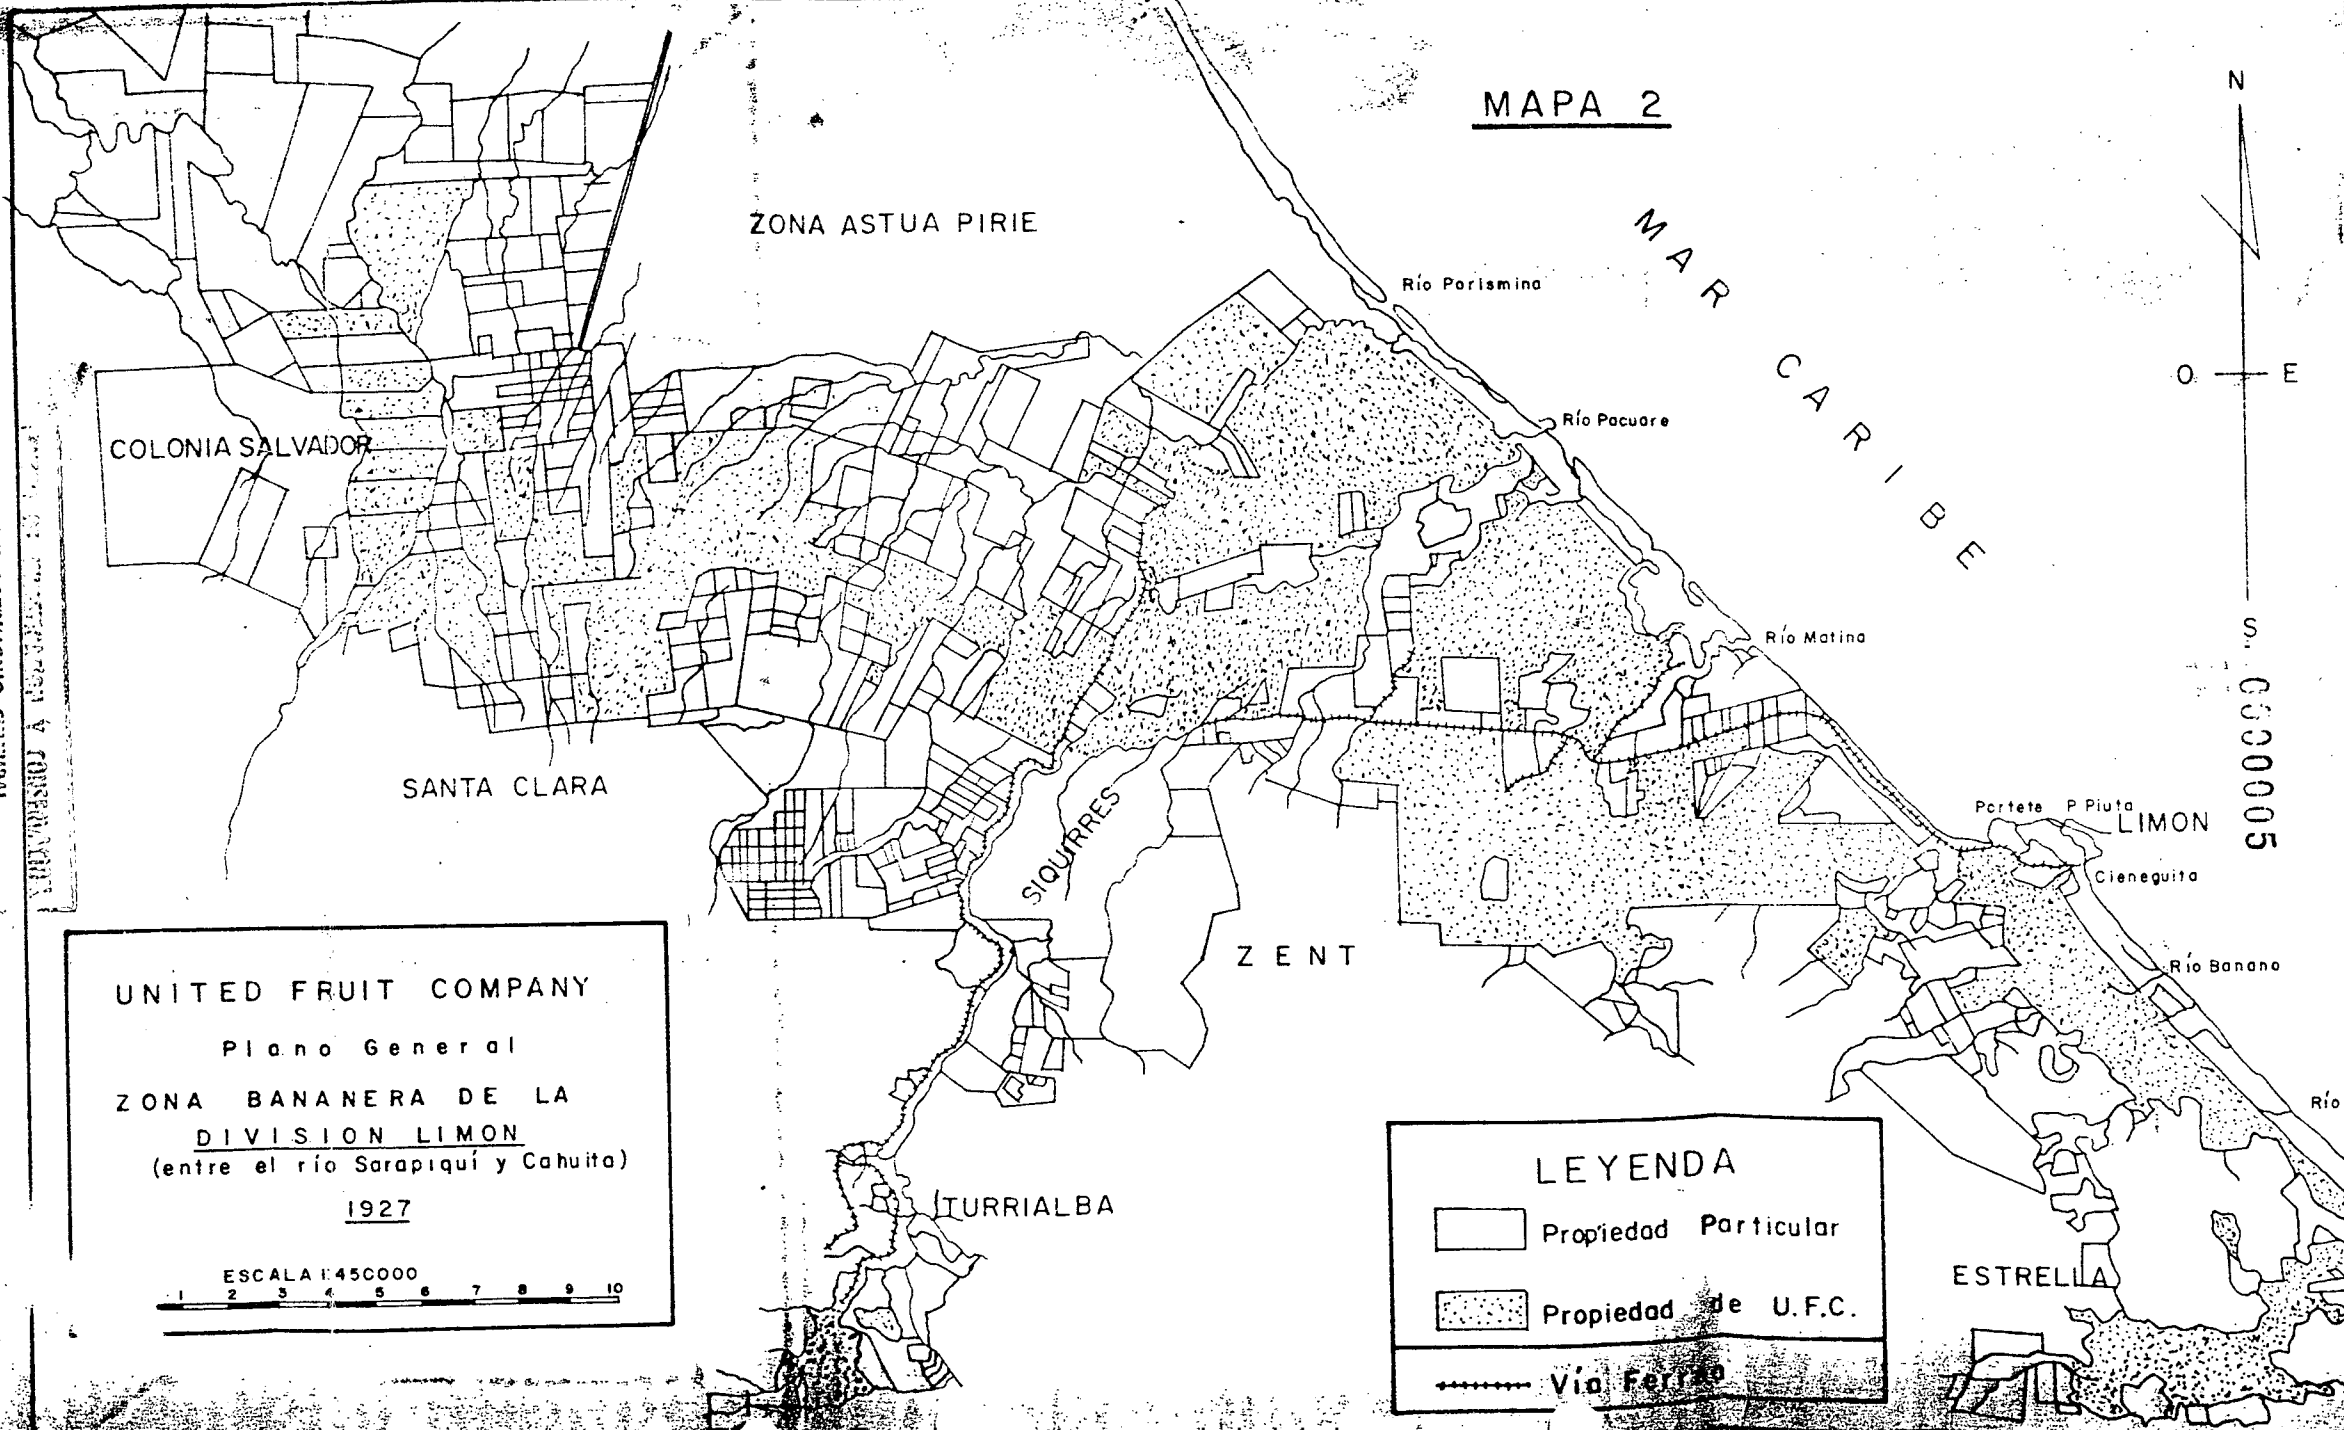 MAPA 2
N
ZONA ASTUA PIRIE
MAR CARIBE
Río Parismina
O E
Río Pacuare
COLONIA SALVADOR
Río Matina
S
0000005
SANTA CLARA
SIQUIRRES
Portete P Piuta
LIMON
Cieneguita
ZENT
Río Banano
UNITED FRUIT COMPANY
Plano General
ZONA BANANERA DE LA
DIVISION LIMON
(entre el río Sarapiquí y Cahuita)
1927
ESCALA 1:450000
1 2 3 4 5 6 7 8 9 10
Río
TURRIALBA
LEYENDA
Propiedad Particular
Propiedad de U.F.C.
Vía Ferrea
ESTRELLA